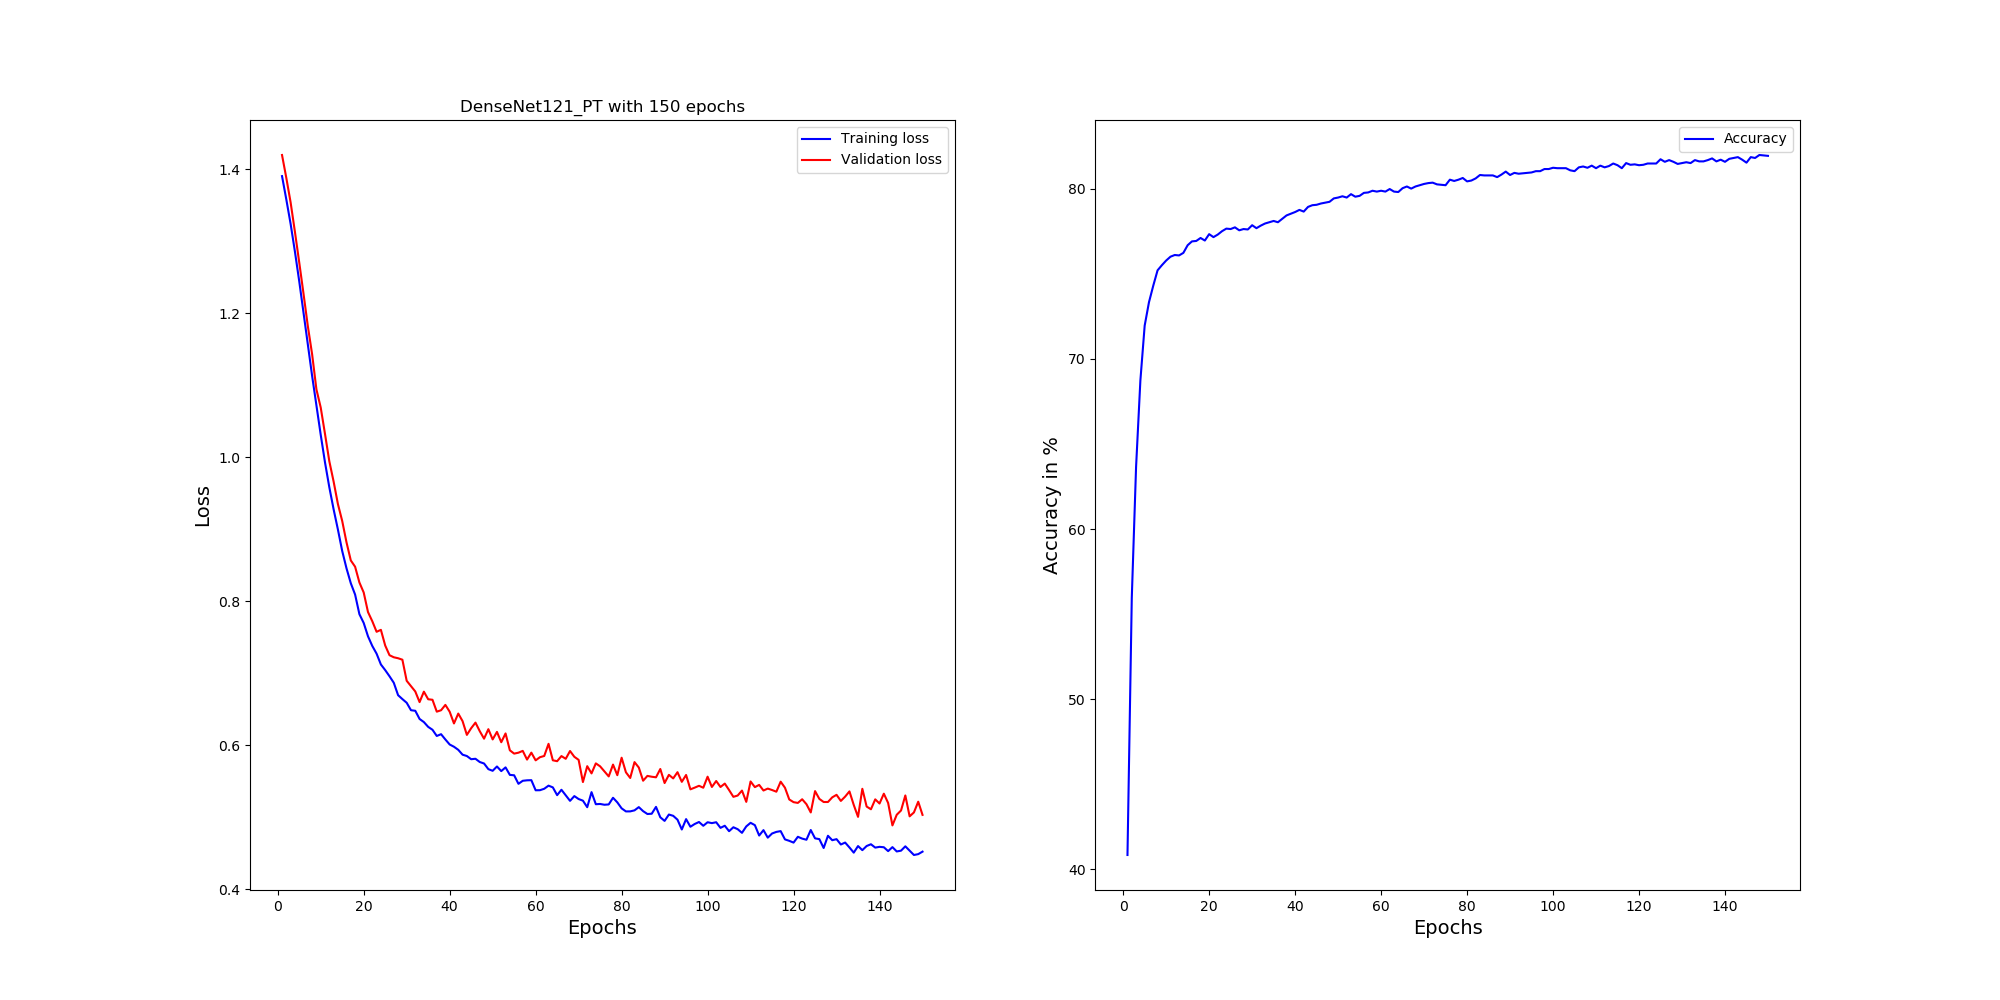 DenseNet121_PT with 150 epochs
Training loss
Validation loss
1.4
1.2
1.0
0.8
0.6
0.4
Loss
0 20 40 60 80 100 120 140
Epochs
Accuracy
80
70
60
50
40
Accuracy in %
0 20 40 60 80 100 120 140
Epochs